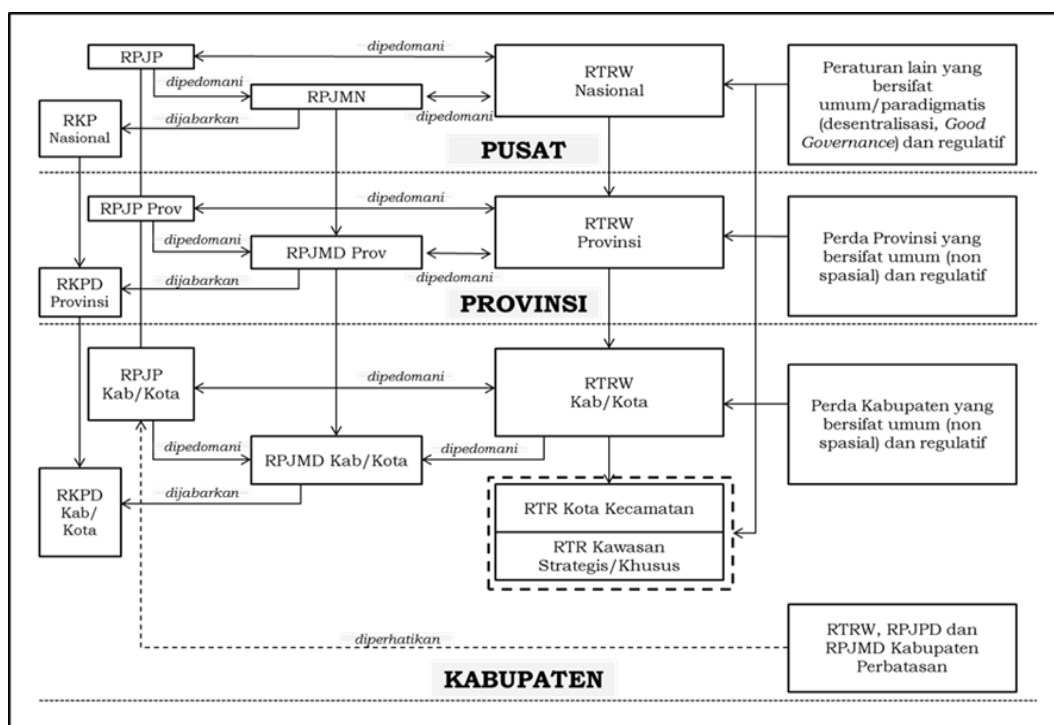 RPJP
dipedomani
RTRW
Nasional
Peraturan lain yang
bersifat
umum/paradigmatis
(desentralisasi, Good
Governance) dan regulatif
dipedomani
RPJMN
dipedomani
RKP
Nasional
dijabarkan
PUSAT
RPJP Prov
dipedomani
RTRW
Provinsi
Perda Provinsi yang
bersifat umum (non
spasial) dan regulatif
dipedomani
RPJMD Prov
dipedomani
RKPD
Provinsi
dijabarkan
PROVINSI
RPJP
Kab/Kota
dipedomani
RTRW
Kab/Kota
Perda Kabupaten yang
bersifat umum (non
spasial) dan regulatif
dipedomani
RPJMD Kab/Kota
dipedomani
RKPD
Kab/
Kota
dijabarkan
RTR Kota Kecamatan
RTR Kawasan
Strategis/Khusus
diperhatikan
RTRW, RPJPD dan
RPJMD Kabupaten
Perbatasan
KABUPATEN